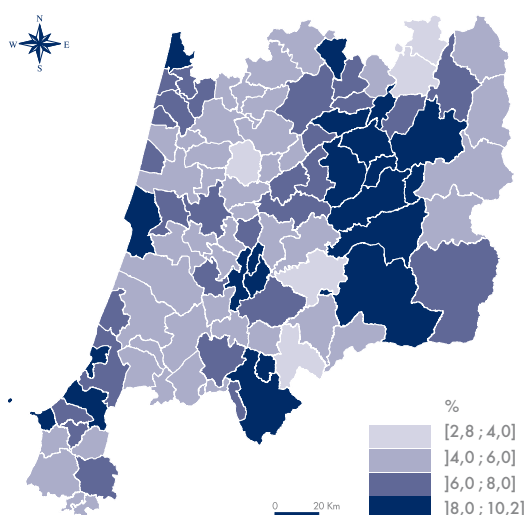 N
W E
S
%
[2,8 ; 4,0]
]4,0 ; 6,0]
]6,0 ; 8,0]
]8,0 ; 10,2]
0 20 Km